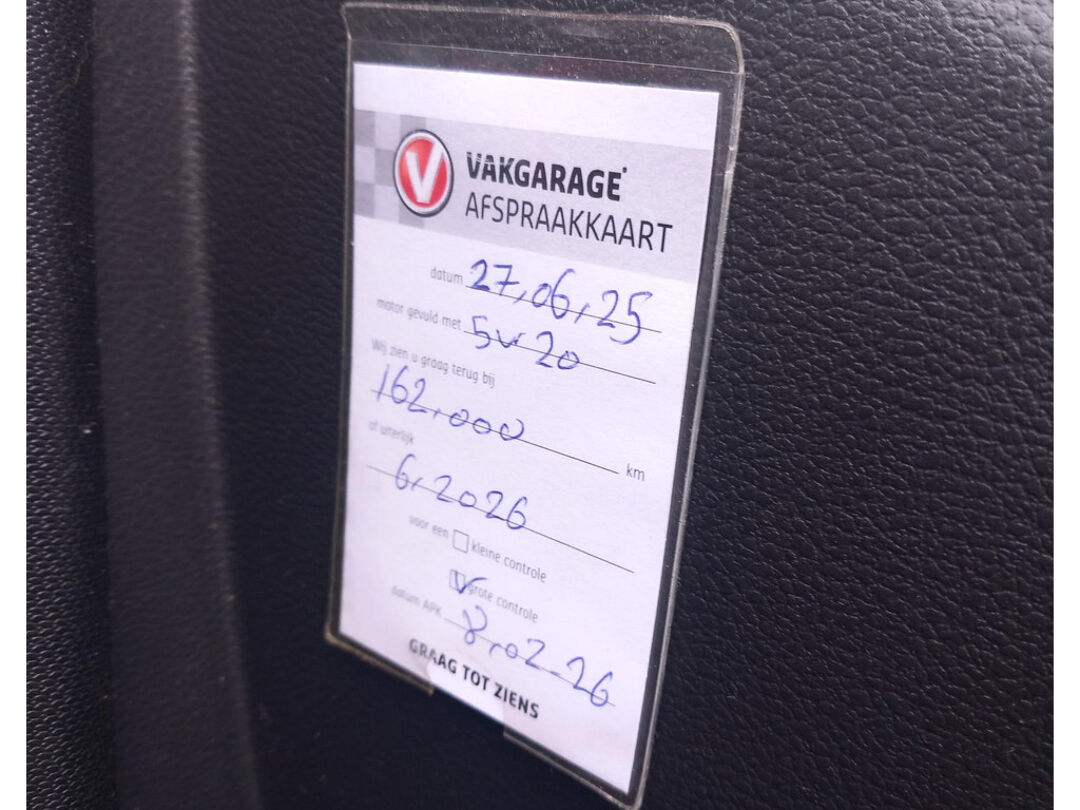 V VAKGARAGE®
AFSPRAAKKAART
datum 27,06,25
motor gevuld met 5w20
Wij zien u graag terug bij
162.000 km
of uiterlijk
6,2026
voor een kleine controle
grote controle
datum APK 8,02-26
GRAAG TOT ZIENS